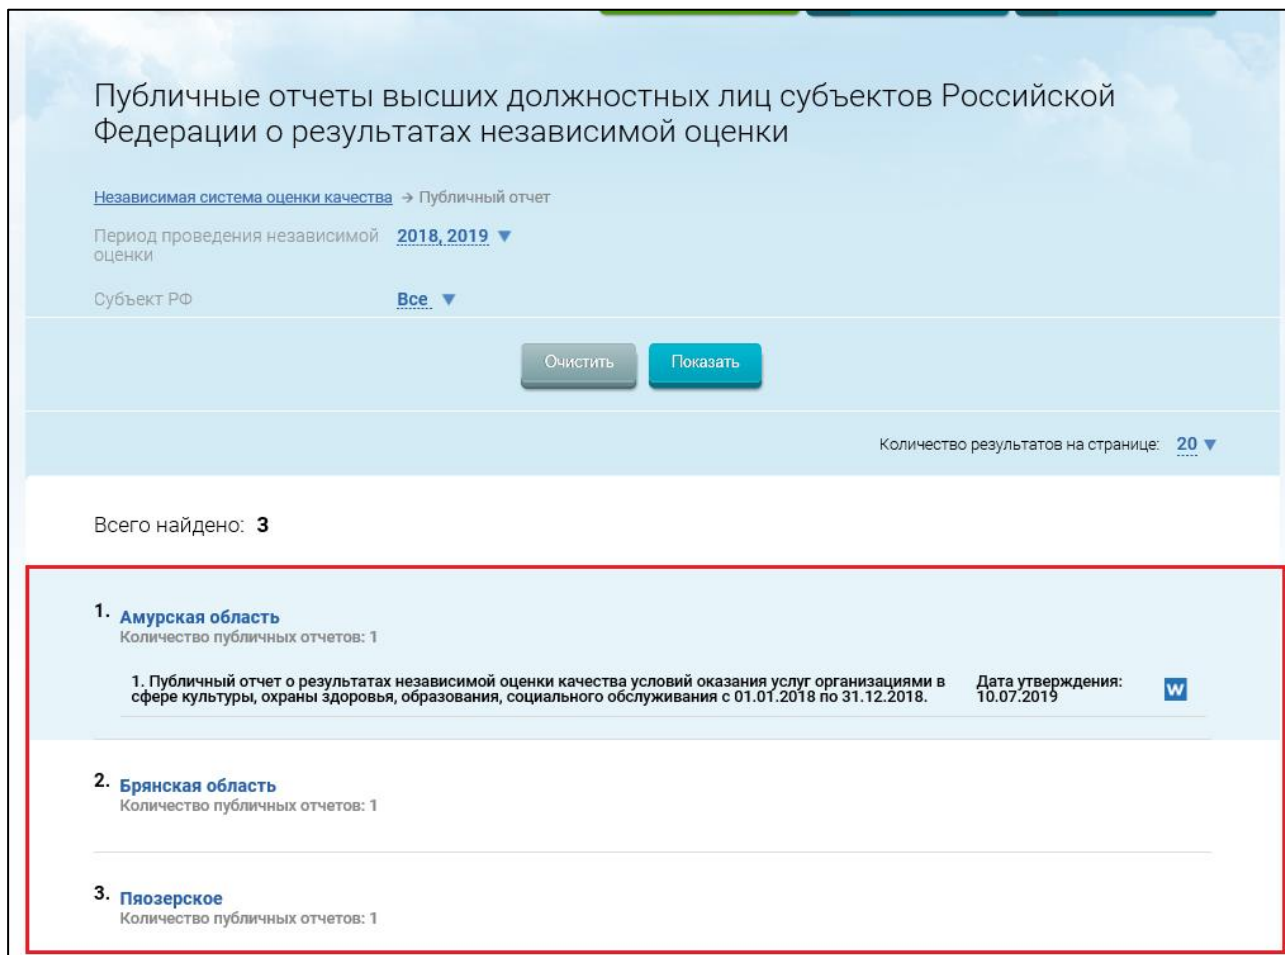 Публичные отчеты высших должностных лиц субъектов Российской
Федерации о результатах независимой оценки
Независимая система оценки качества → Публичный отчет
Период проведения независимой
оценки
2018, 2019 ▼
Субъект РФ
Все ▼
Очистить
Показать
Количество результатов на странице: 20 ▼
Всего найдено: 3
1. Амурская область
Количество публичных отчетов: 1
1. Публичный отчет о результатах независимой оценки качества условий оказания услуг организациями в
сфере культуры, охраны здоровья, образования, социального обслуживания с 01.01.2018 по 31.12.2018.
Дата утверждения:
10.07.2019
W
2. Брянская область
Количество публичных отчетов: 1
3. Пяозерское
Количество публичных отчетов: 1